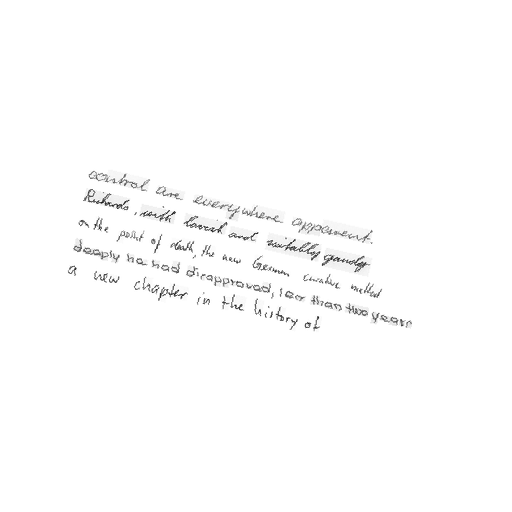 control are everywhere apparent.
Richards, with lavish and suitably gaudy
on the point of death, the new German curative method
deeply he had disapproved, less than two years
a new chapter in the history of